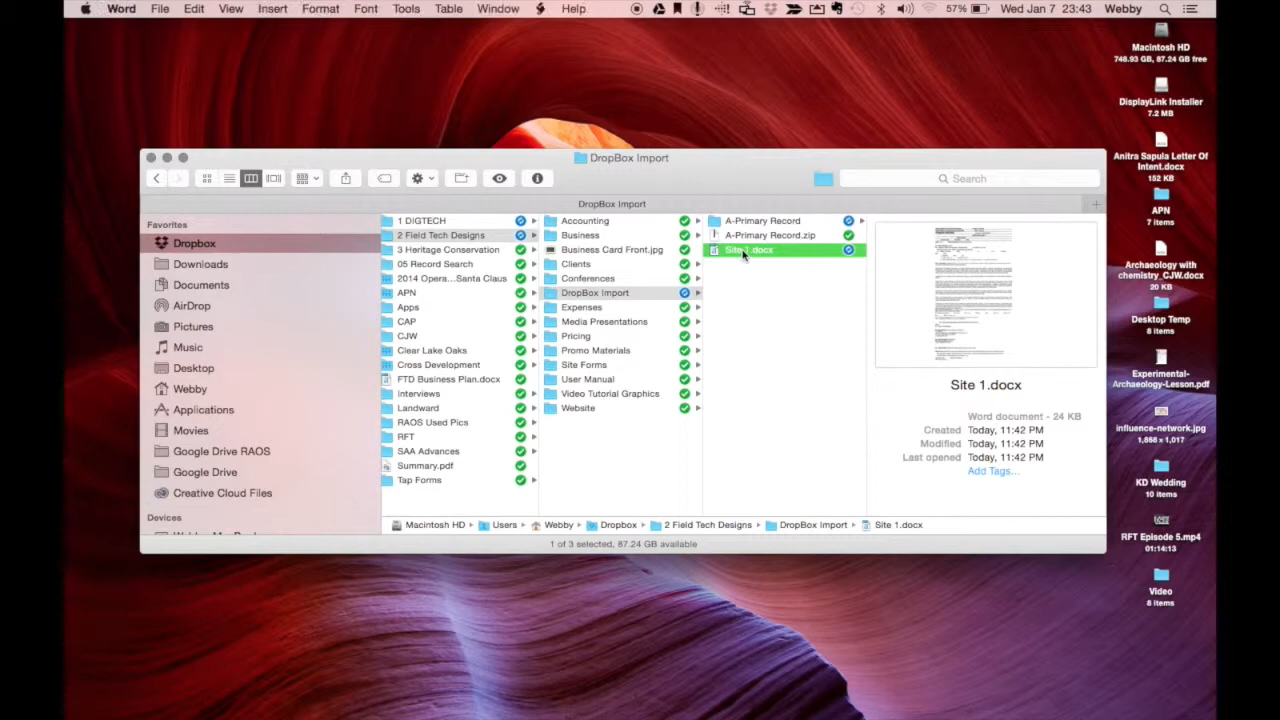 Word File Edit View Insert Format Font Tools Table Window Help 57% Wed Jan 7 23:43 Webby
DropBox Import
Search
DropBox Import
Favorites
Dropbox
Downloads
Documents
AirDrop
Pictures
Music
Desktop
Webby
Applications
Movies
Google Drive RAOS
Google Drive
Creative Cloud Files
Devices
1 DIGTECH
2 Field Tech Designs
3 Heritage Conservation
05 Record Search
2014 Opera...Santa Claus
APN
Apps
CAP
CJW
Clear Lake Oaks
Cross Development
FTD Business Plan.docx
Interviews
Landward
RAOS Used Pics
RFT
SAA Advances
Summary.pdf
Tap Forms
Accounting
Business
Business Card Front.jpg
Clients
Conferences
DropBox Import
Expenses
Media Presentations
Pricing
Promo Materials
Site Forms
User Manual
Video Tutorial Graphics
Website
A-Primary Record
A-Primary Record.zip
Site 1.docx
Site 1.docx
Word document - 24 KB
Created Today, 11:42 PM
Modified Today, 11:42 PM
Last opened Today, 11:42 PM
Add Tags...
Macintosh HD Users Webby Dropbox 2 Field Tech Designs DropBox Import Site 1.docx
1 of 3 selected, 87.24 GB available
Macintosh HD
748.93 GB, 87.24 GB free
DisplayLink Installer
7.2 MB
Anitra Sapula Letter Of
Intent.docx
152 KB
APN
7 items
Archaeology with
chemistry_CJW.docx
20 KB
Desktop Temp
8 items
Experimental-
Archaeology-Lesson.pdf
influence-network.jpg
1,866 × 1,017
KD Wedding
10 items
RFT Episode 5.mp4
01:14:13
Video
8 items